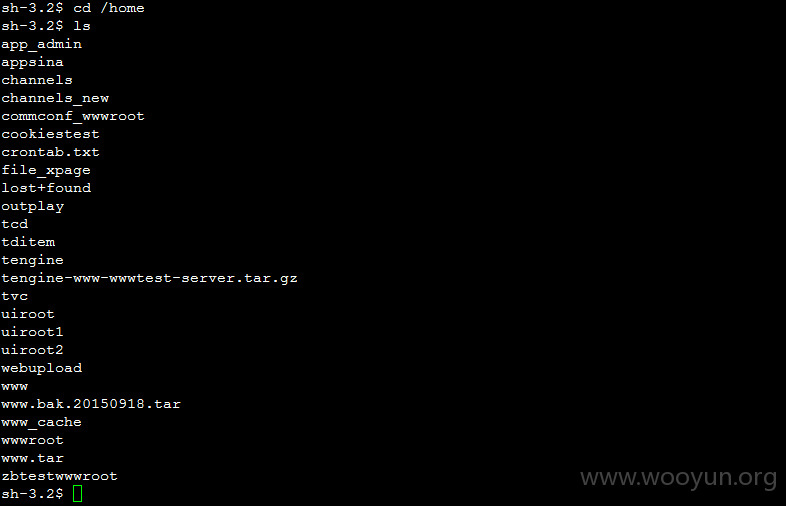 sh-3.2$ cd /home
sh-3.2$ ls
app_admin
appsina
channels
channels_new
commconf_wwwroot
cookiestest
crontab.txt
file_xpage
lost+found
outplay
tcd
tditem
tengine
tengine-www-wwwtest-server.tar.gz
tvc
uiroot
uiroot1
uiroot2
webupload
www
www.bak.20150918.tar
www_cache
wwwroot
www.tar
zbtestwwwroot
sh-3.2$
www.wooyun.org